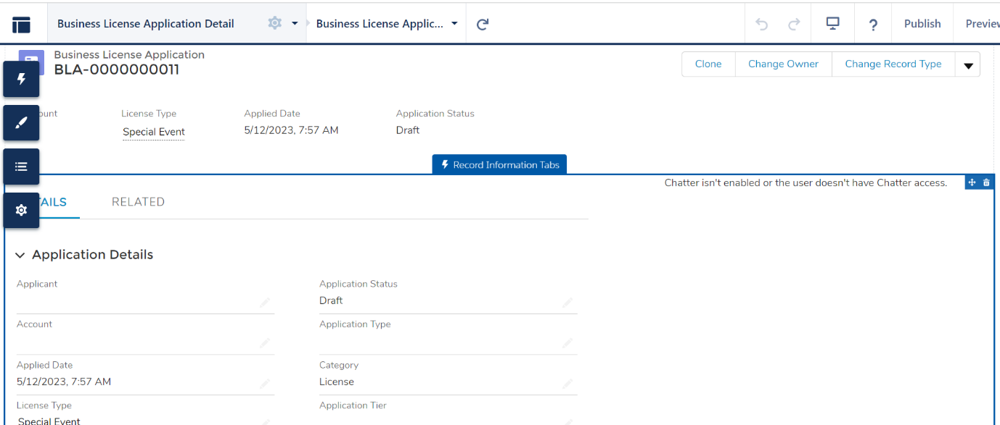 Business License Application Detail
Business License Applic...
?
Publish
Preview
Business License Application
BLA-0000000011
Clone
Change Owner
Change Record Type
ount
License Type
Applied Date
Application Status
Special Event
5/12/2023, 7:57 AM
Draft
Record Information Tabs
Chatter isn't enabled or the user doesn't have Chatter access.
AILS
RELATED
Application Details
Applicant
Application Status
Draft
Account
Application Type
Applied Date
Category
5/12/2023, 7:57 AM
License
License Type
Application Tier
Special Event